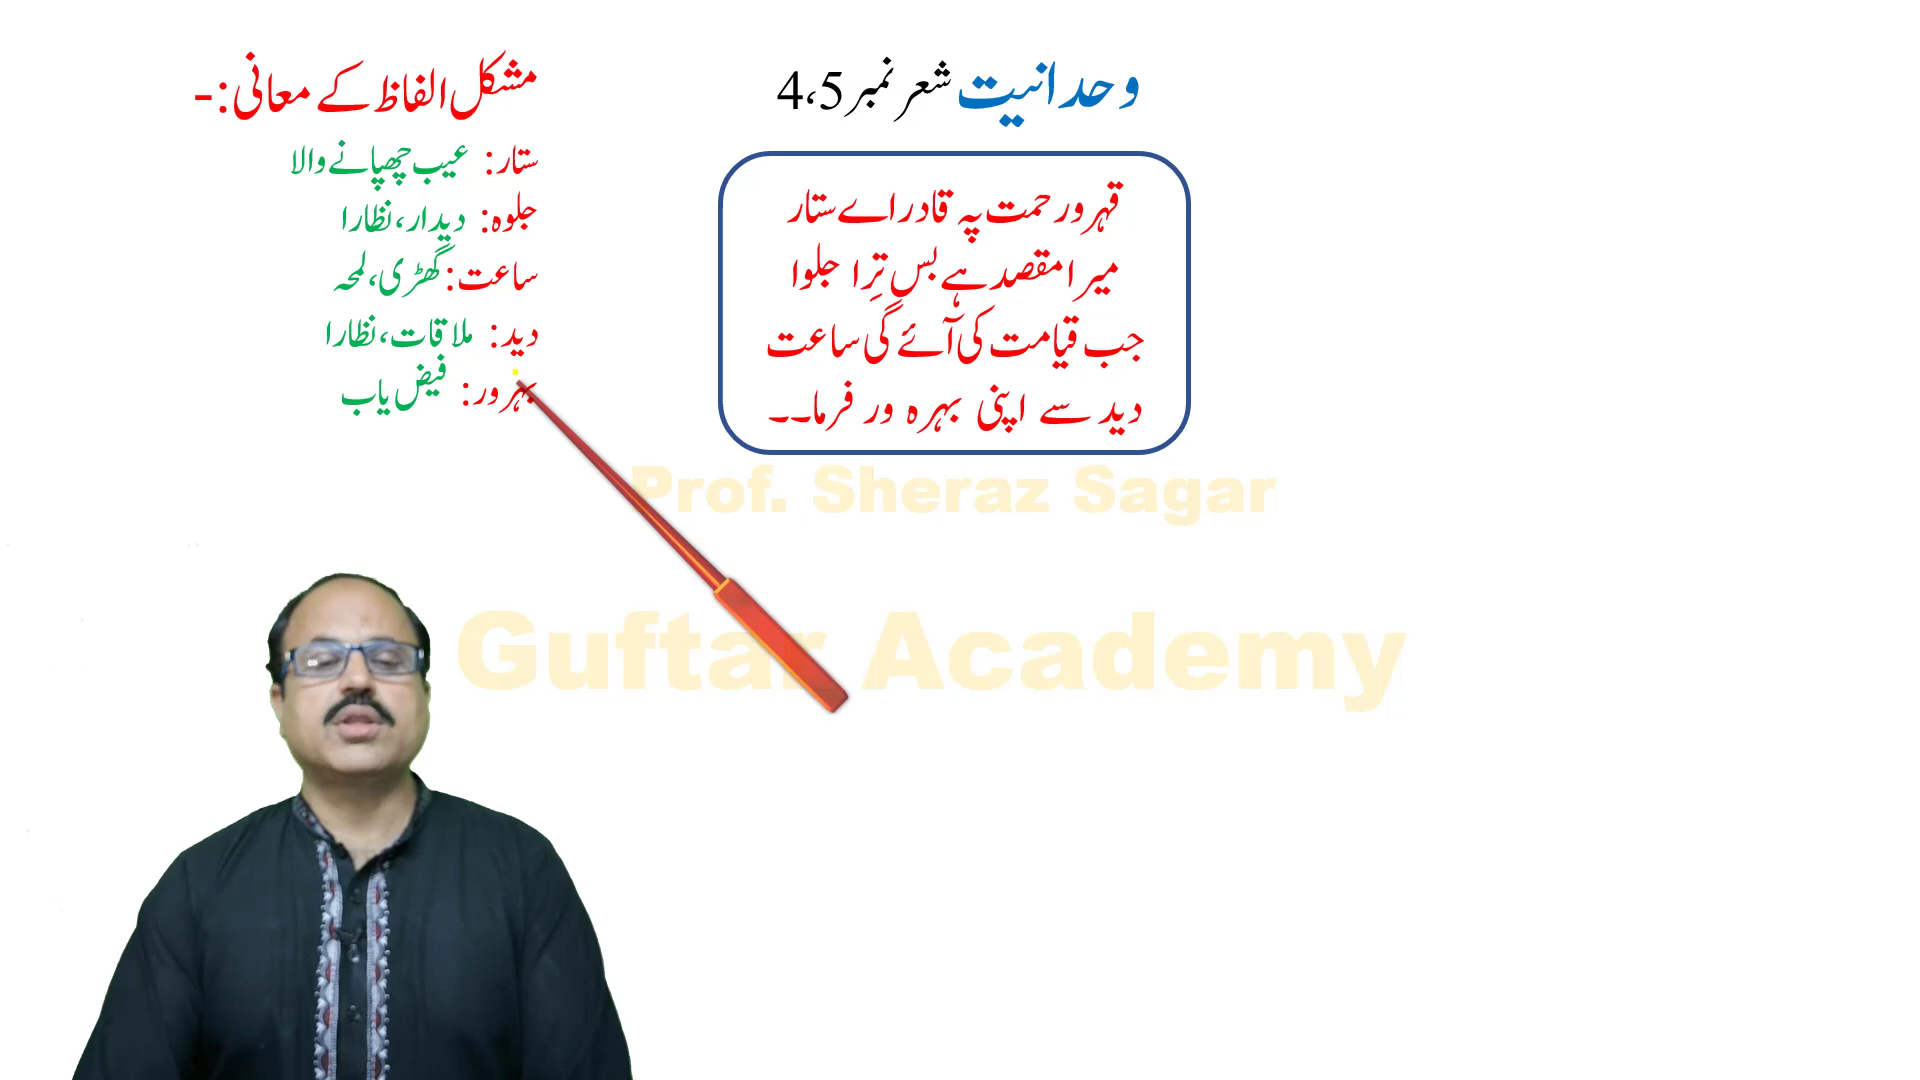 وحدانیت شعر نمبر 4،5
قہر و رحمت پہ قادر اے ستار
میرا مقصد ہے بس تِرا جلوا
جب قیامت کی آئے گی ساعت
دید سے اپنی بہرہ ور فرما۔۔
مشکل الفاظ کے معانی:-
ستار: عیب چھپانے والا
جلوہ: دیدار، نظارا
ساعت: گھڑی، لمحہ
دید: ملاقات، نظارا
بہرور: فیض یاب
Prof. Sheraz Sagar
Guftar Academy